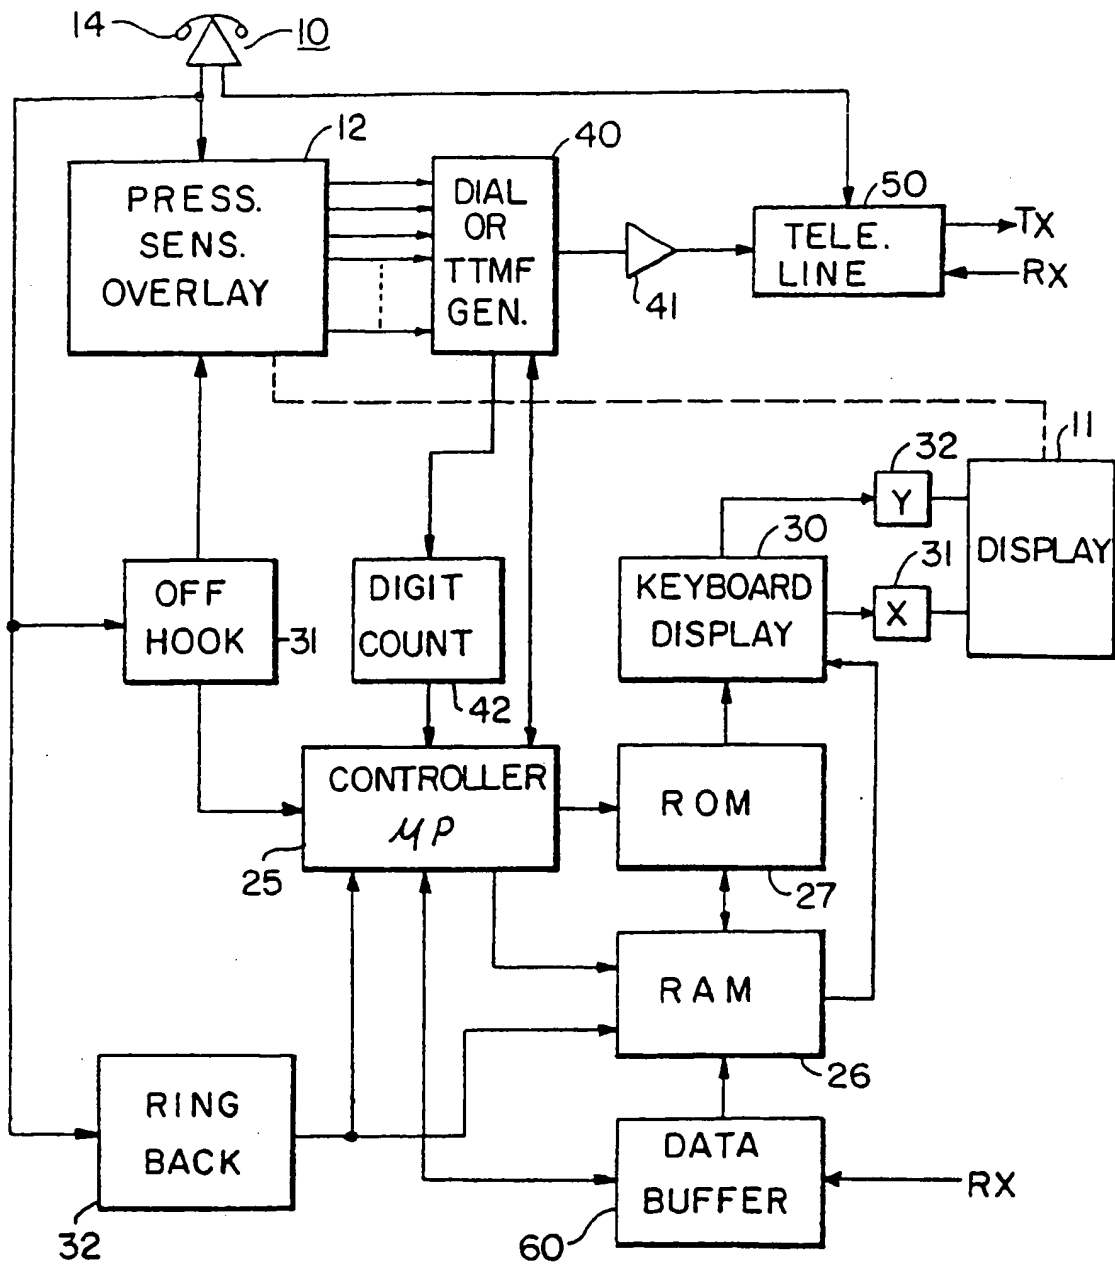 14
10
12
PRESS.
SENS.
OVERLAY
40
DIAL
OR
TTMF
GEN.
41
50
TELE.
LINE
TX
RX
11
DISPLAY
32
Y
31
X
30
KEYBOARD
DISPLAY
OFF
HOOK
31
DIGIT
COUNT
42
CONTROLLER
μP
25
ROM
27
RAM
26
RING
BACK
32
DATA
BUFFER
60
RX